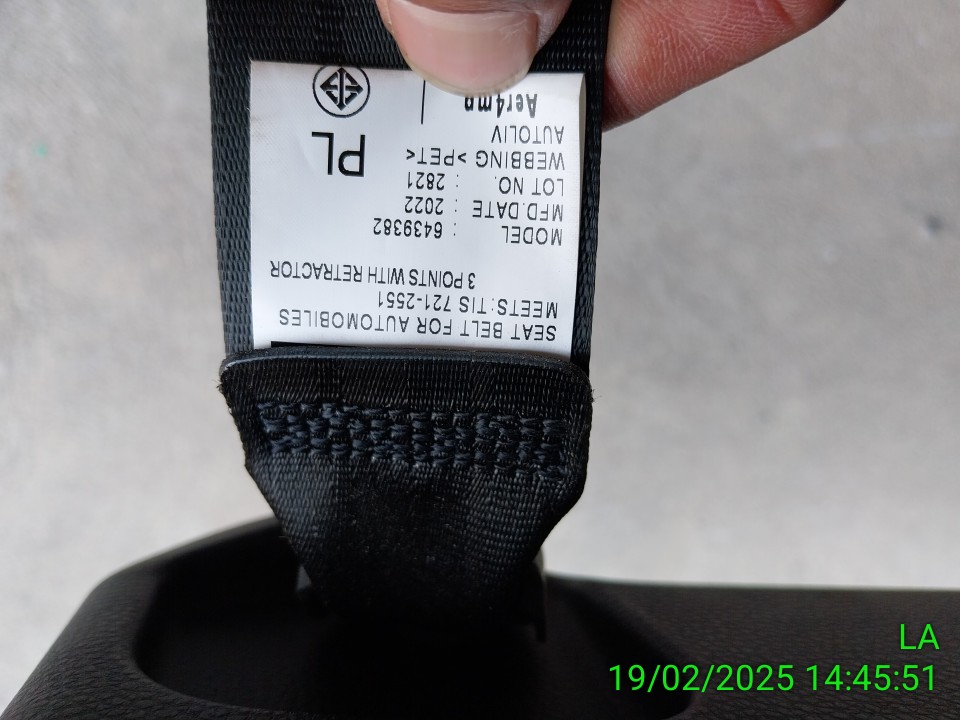 SEAT BELT FOR AUTOMOBILES
MEETS: TIS 721-2551
3 POINTS WITH RETRACTOR
MODEL : 6439382
MFD.DATE : 2022
LOT NO. : 2821
WEBBING >PET<
AUTOLIV
PL
Aer4mn
LA
19/02/2025 14:45:51